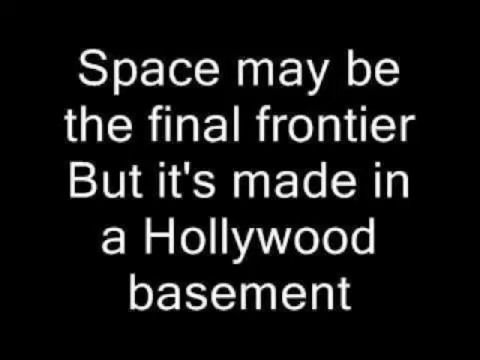 Space may be
the final frontier
But it's made in
a Hollywood
basement